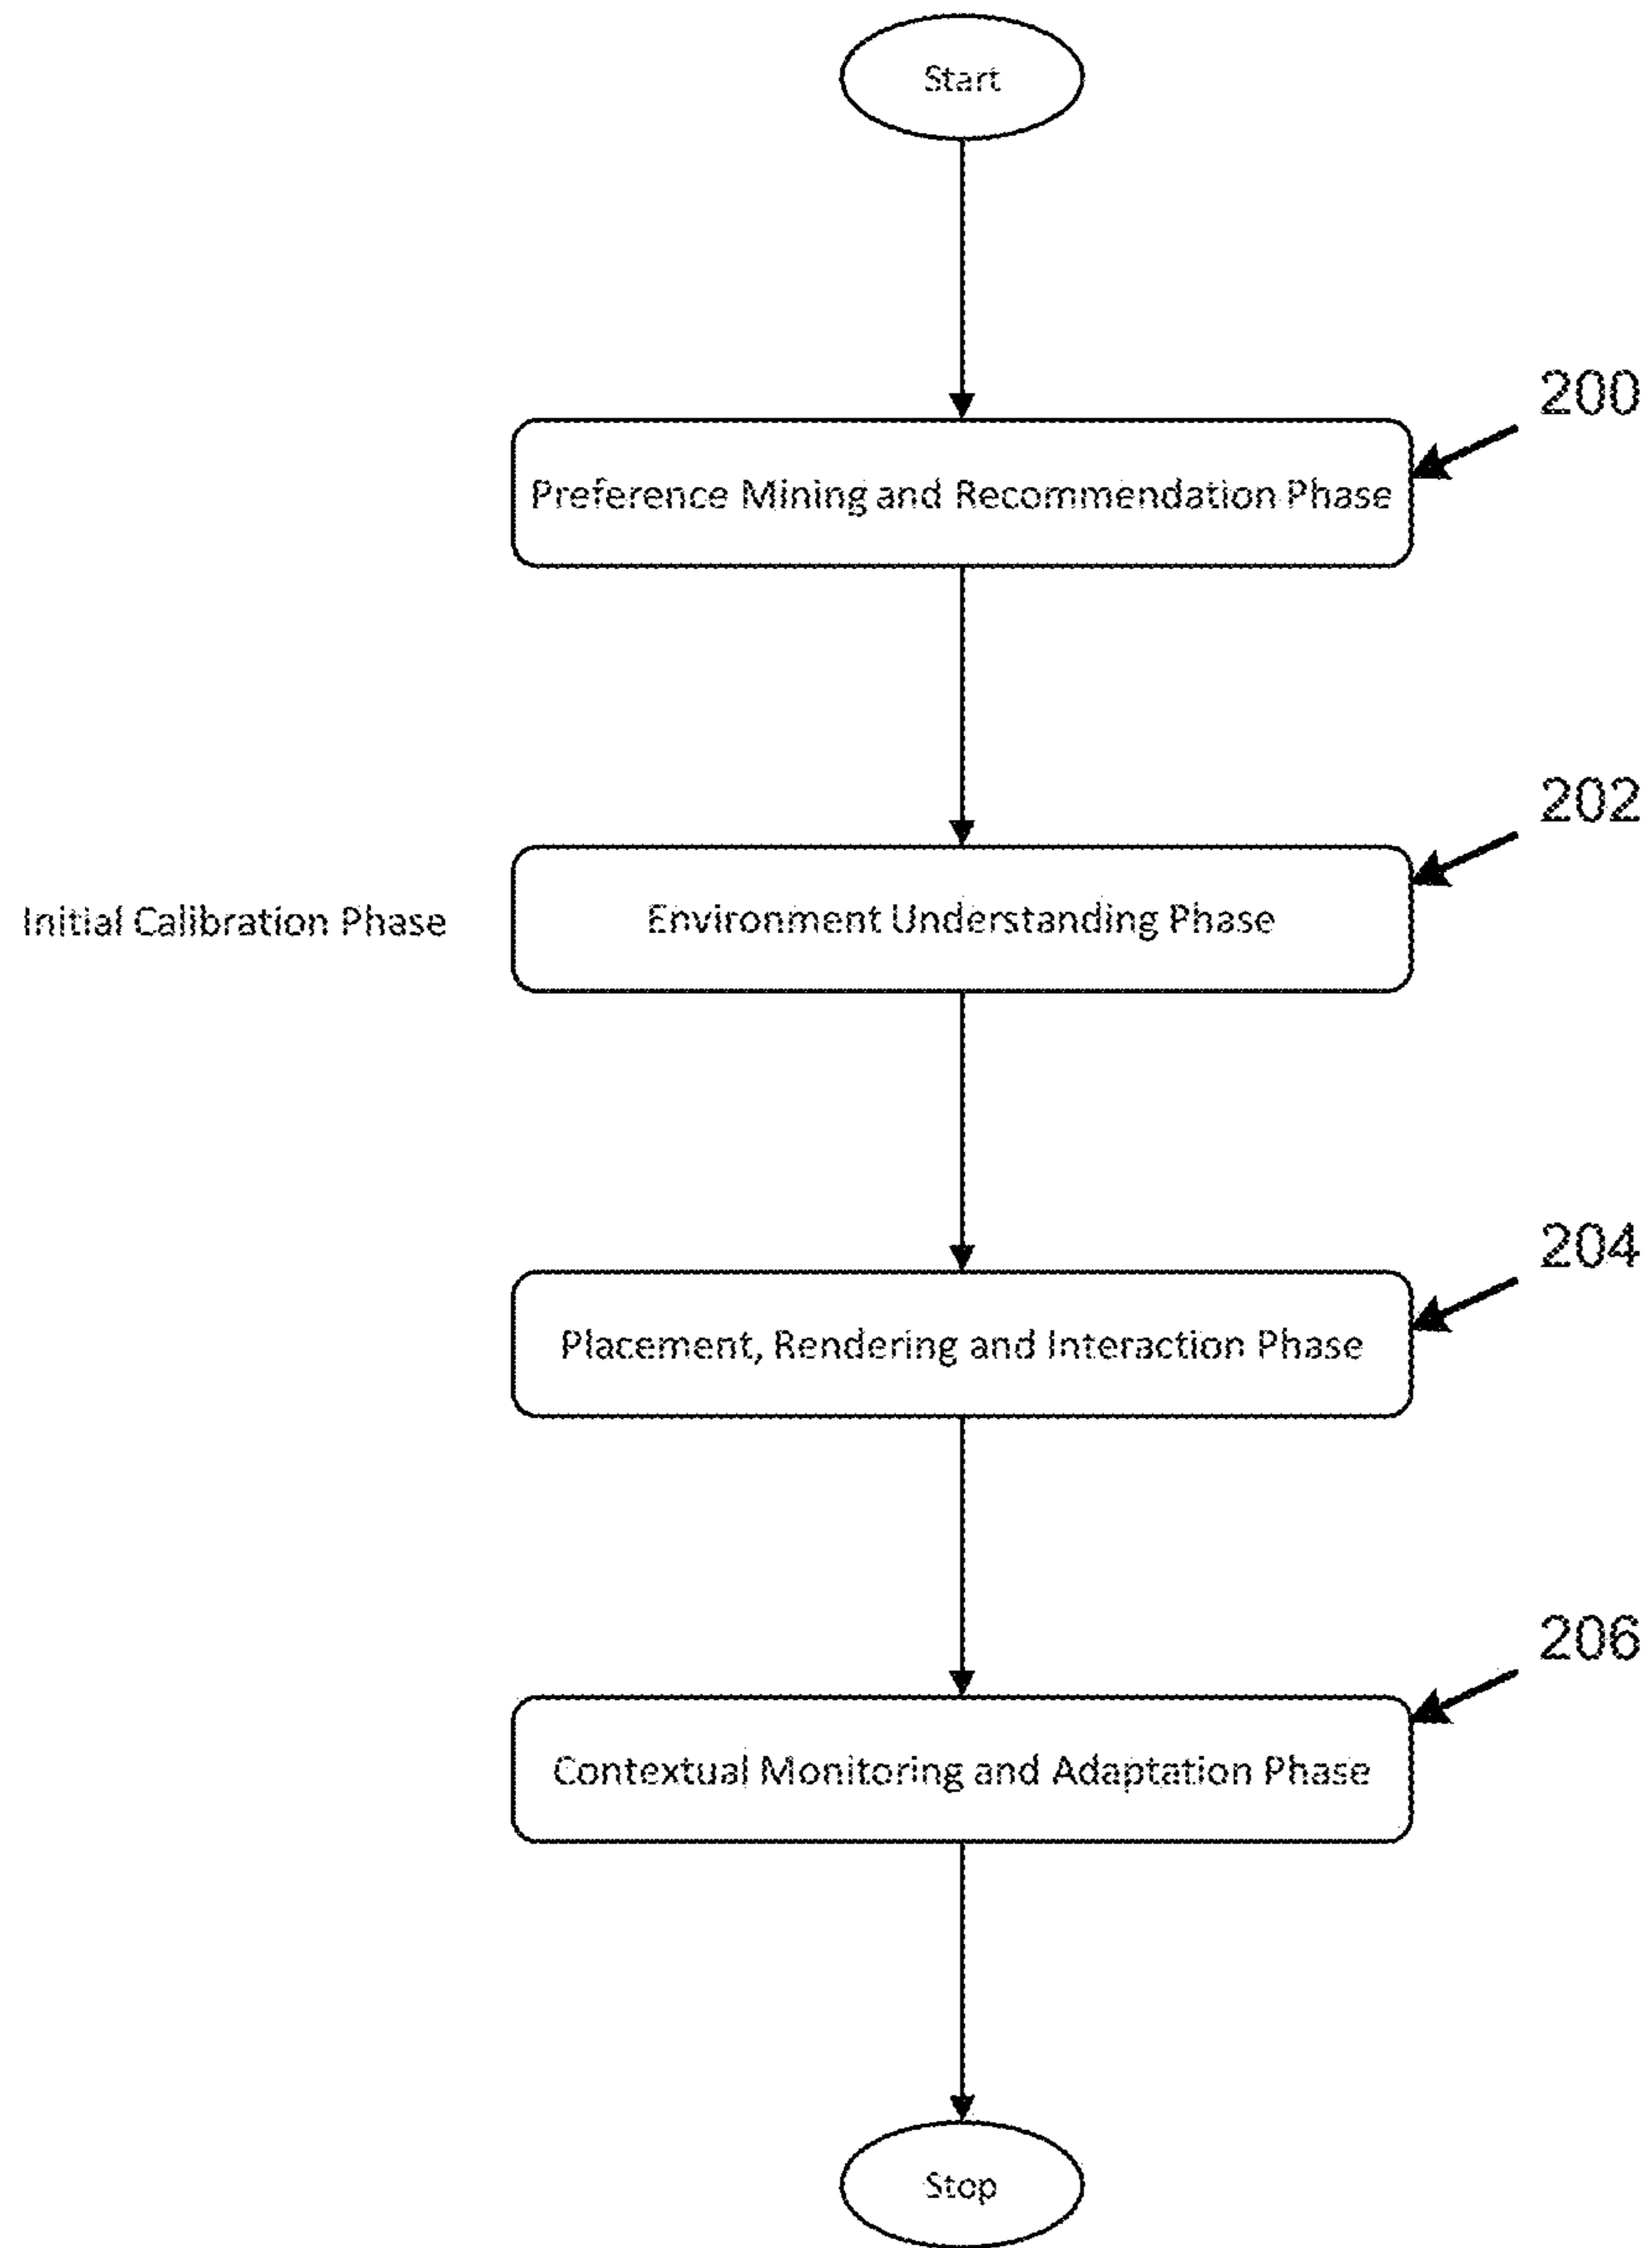 Start
200
Preference Mining and Recommendation Phase
202
Initial Calibration Phase
Environment Understanding Phase
204
Placement, Rendering and Interaction Phase
206
Contextual Monitoring and Adaptation Phase
Stop